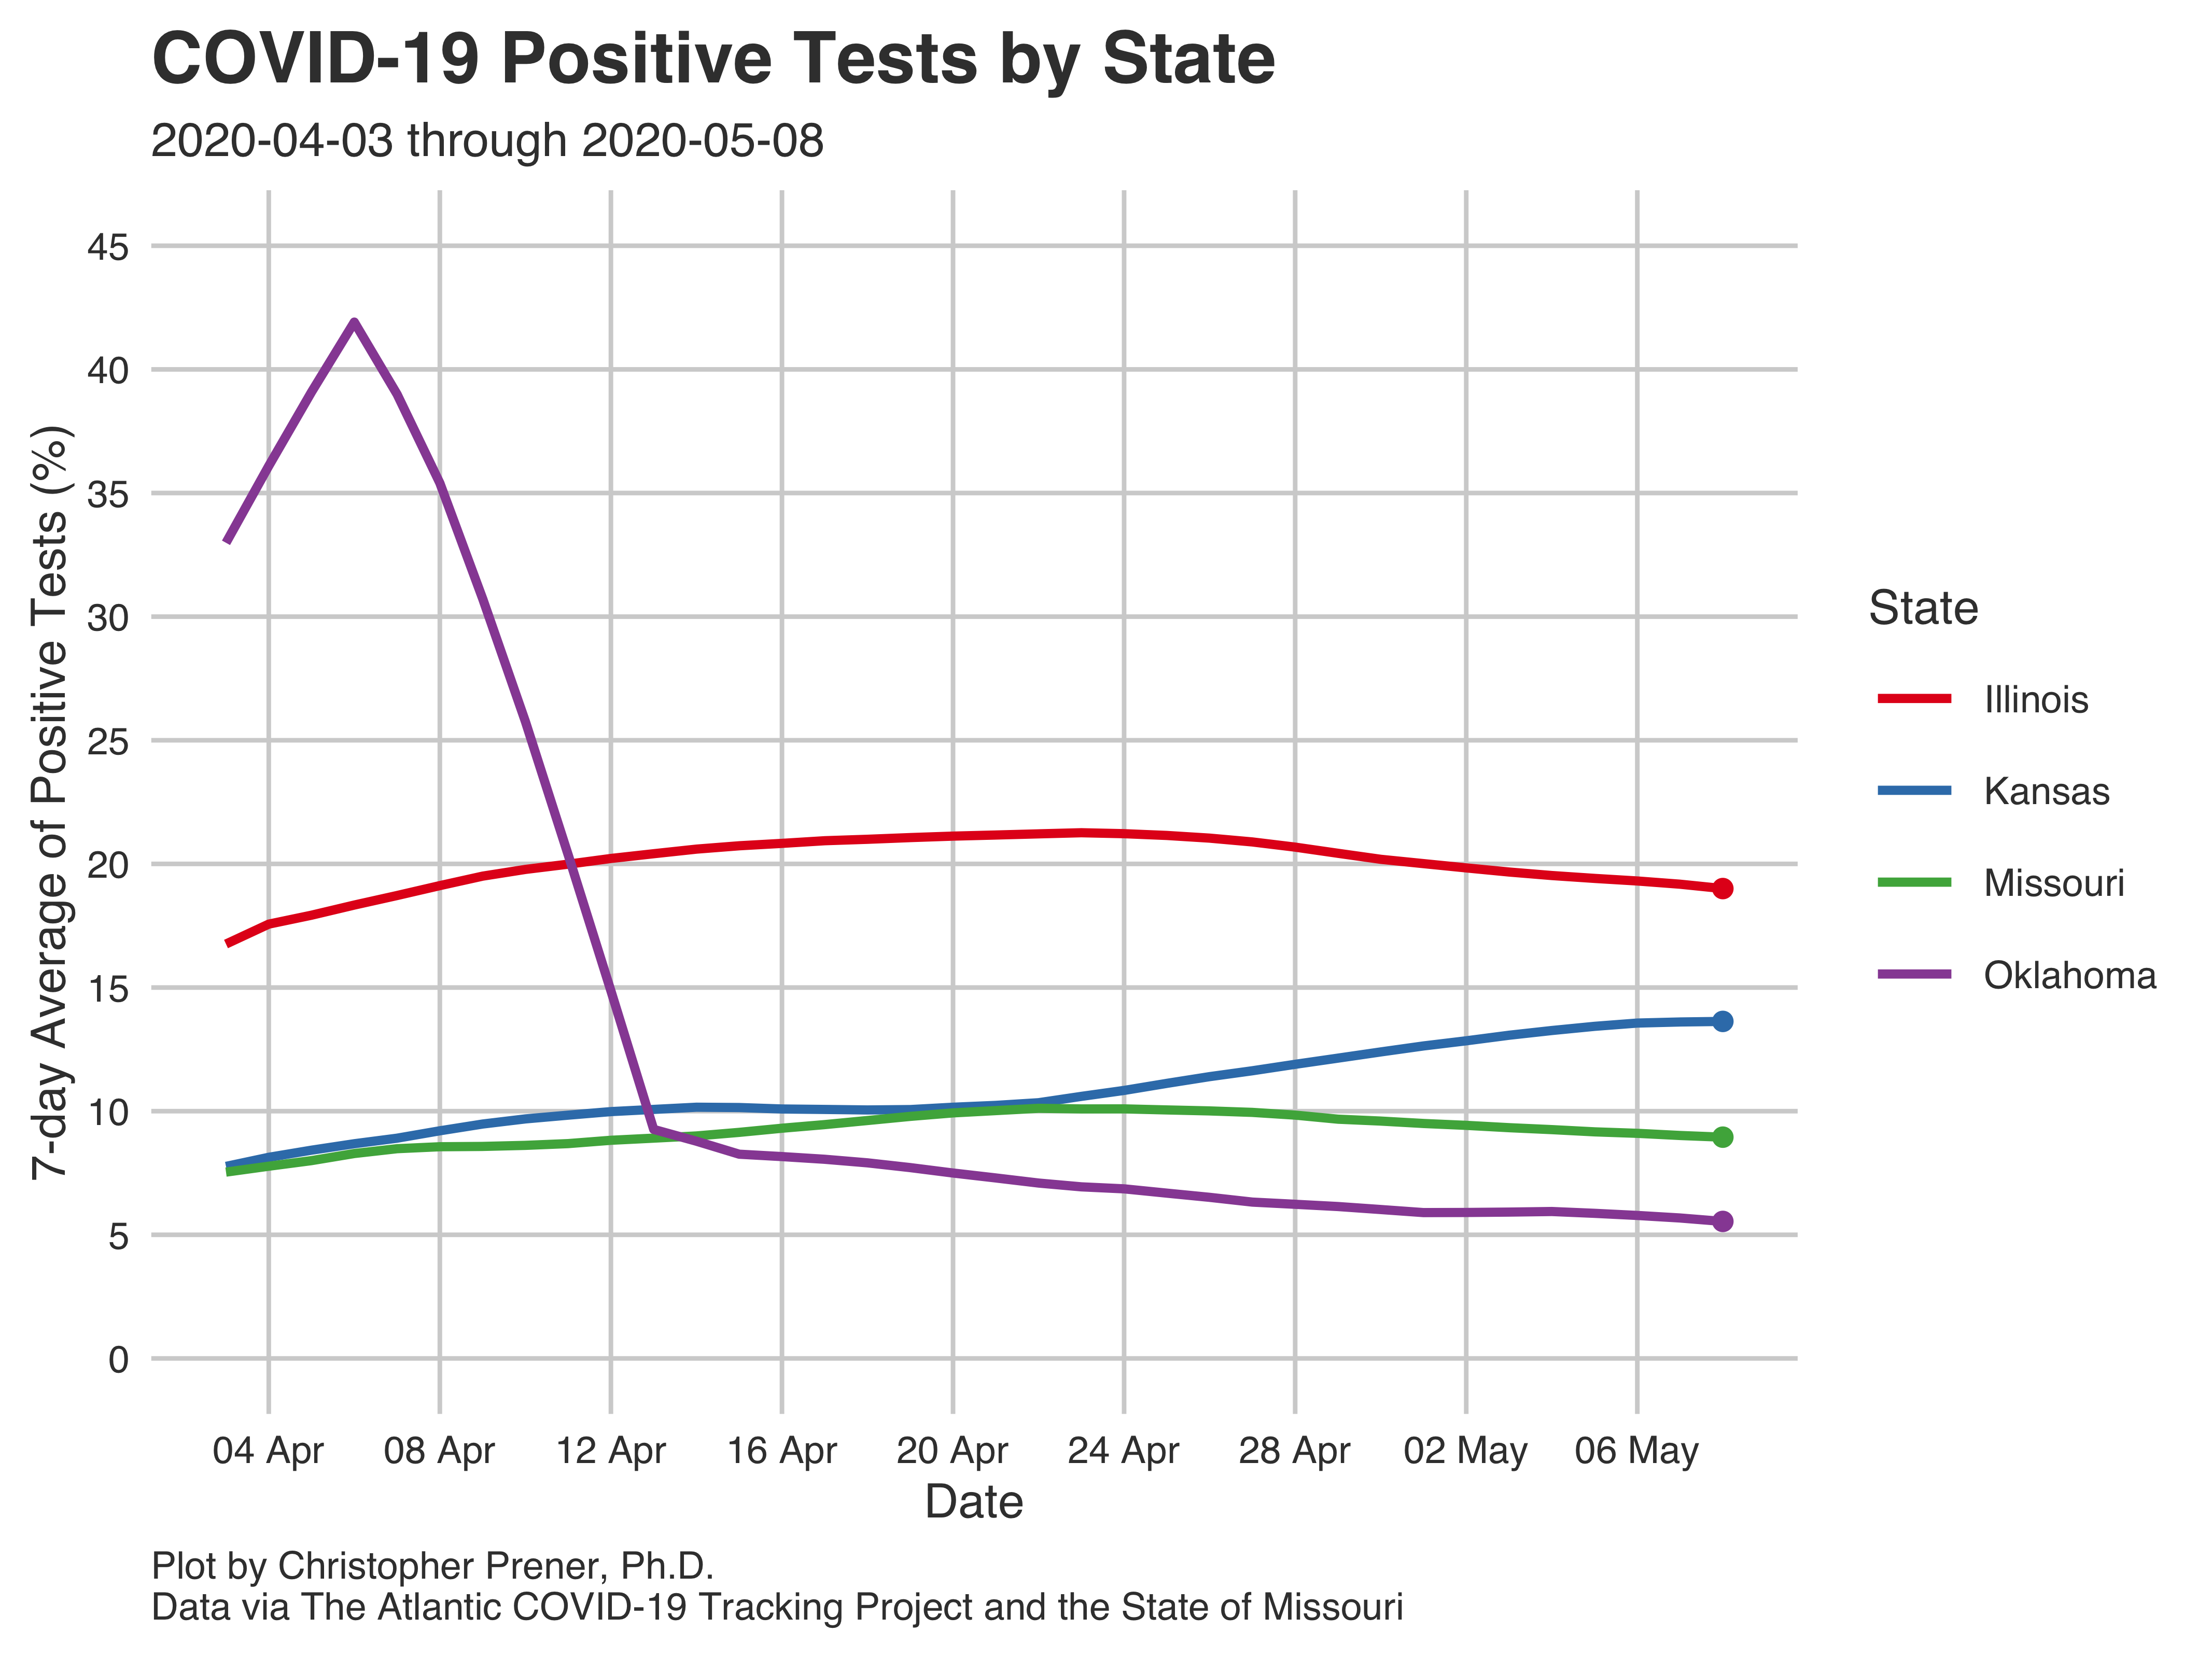 COVID-19 Positive Tests by State
2020-04-03 through 2020-05-08
7-day Average of Positive Tests (%)
45
40
35
30
25
20
15
10
5
0
04 Apr
08 Apr
12 Apr
16 Apr
20 Apr
24 Apr
28 Apr
02 May
06 May
Date
State
Illinois
Kansas
Missouri
Oklahoma
Plot by Christopher Prener, Ph.D.
Data via The Atlantic COVID-19 Tracking Project and the State of Missouri